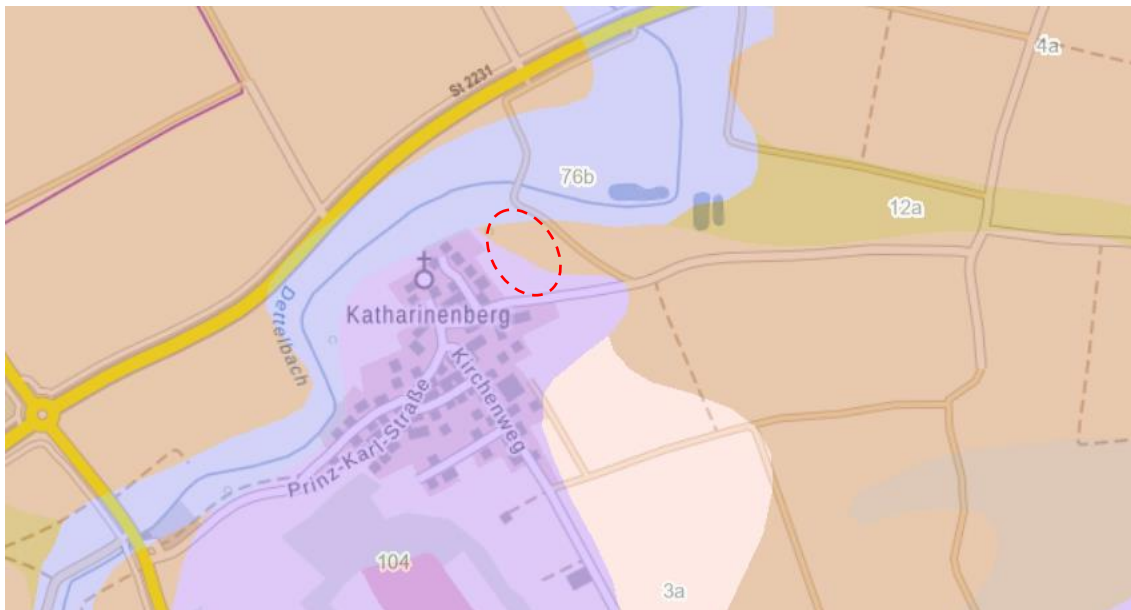 St 2231
4a
76b
12a
Dettelbach
Katharinenberg
Kirchenweg
Prinz-Karl-Straße
104
3a